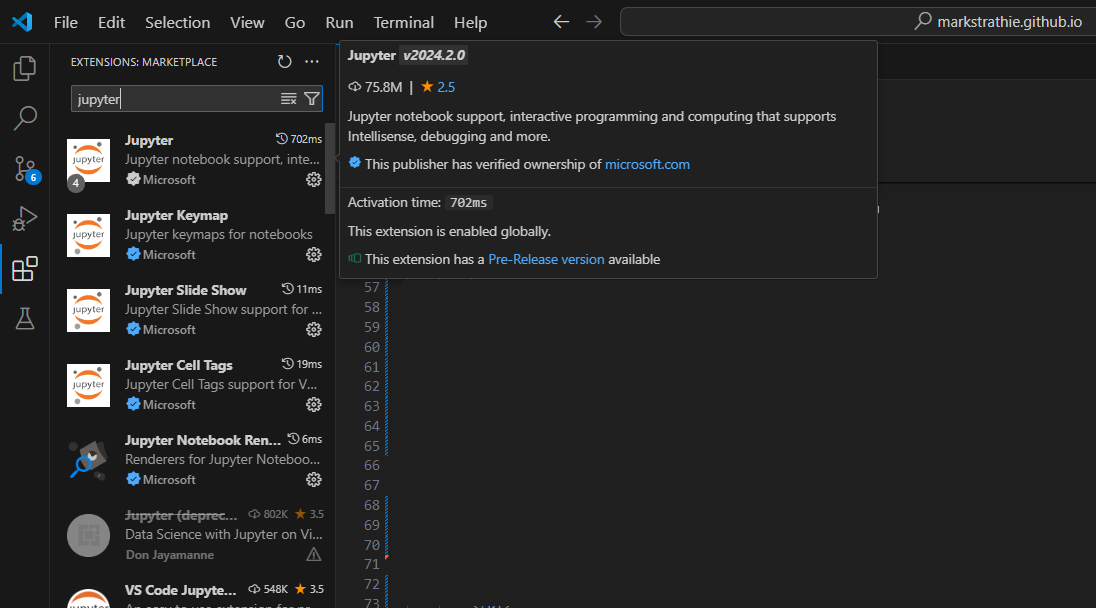 File Edit Selection View Go Run Terminal Help
markstrathie.github.io
EXTENSIONS: MARKETPLACE
jupyter
Jupyter 702ms
Jupyter notebook support, inte...
Microsoft
4
jupyter
6
Jupyter Keymap
Jupyter keymaps for notebooks
Microsoft
jupyter
Jupyter Slide Show 11ms
Jupyter Slide Show support for ...
Microsoft
jupyter
Jupyter Cell Tags 19ms
Jupyter Cell Tags support for V...
Microsoft
jupyter
Jupyter Notebook Ren... 6ms
Renderers for Jupyter Noteboo...
Microsoft
Jupyter (deprec... 802K 3.5
Data Science with Jupyter on Vi...
Don Jayamanne
VS Code Jupyte... 548K 3.5
Jupyter v2024.2.0
75.8M | 2.5
Jupyter notebook support, interactive programming and computing that supports
Intellisense, debugging and more.
This publisher has verified ownership of microsoft.com
Activation time: 702ms
This extension is enabled globally.
This extension has a Pre-Release version available
57
58
59
60
61
62
63
64
65
66
67
68
69
70
71
72
73